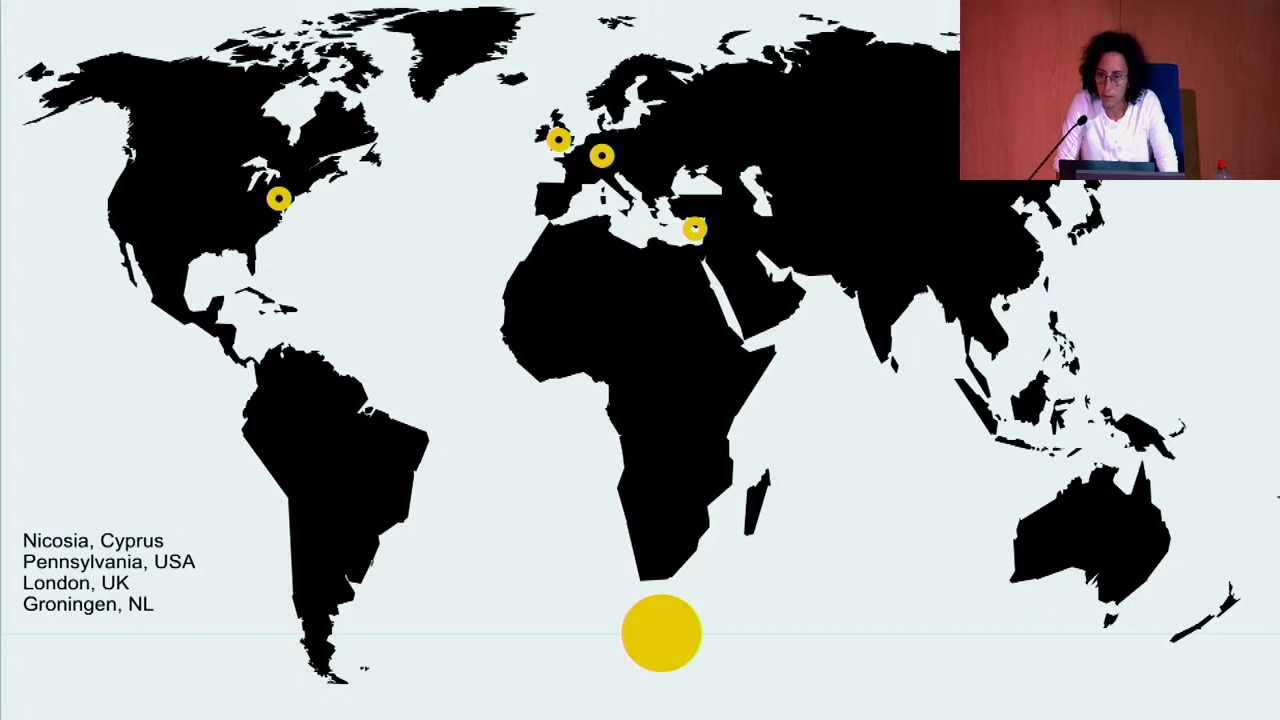 Nicosia, Cyprus
Pennsylvania, USA
London, UK
Groningen, NL